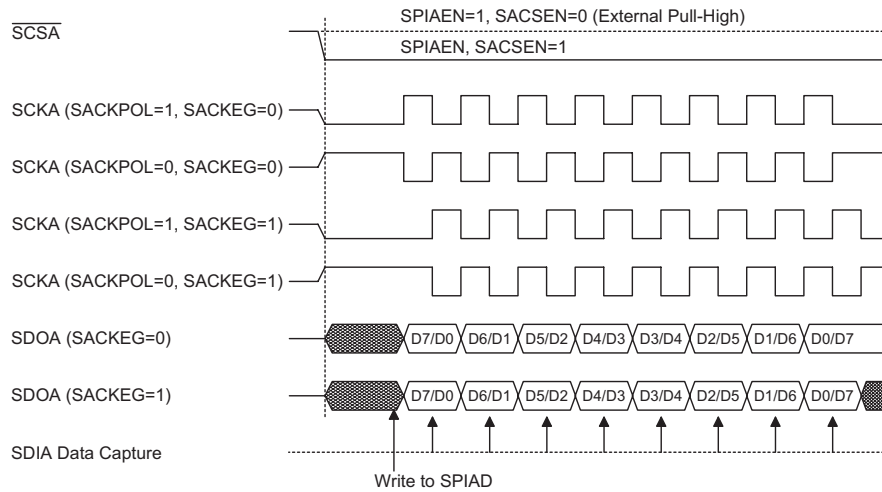 SPIAEN=1, SACSEN=0 (External Pull-High)
SCSA
SPIAEN, SACSEN=1
SCKA (SACKPOL=1, SACKEG=0)
SCKA (SACKPOL=0, SACKEG=0)
SCKA (SACKPOL=1, SACKEG=1)
SCKA (SACKPOL=0, SACKEG=1)
SDOA (SACKEG=0) D7/D0 D6/D1 D5/D2 D4/D3 D3/D4 D2/D5 D1/D6 D0/D7
SDOA (SACKEG=1) D7/D0 D6/D1 D5/D2 D4/D3 D3/D4 D2/D5 D1/D6 D0/D7
SDIA Data Capture
Write to SPIAD